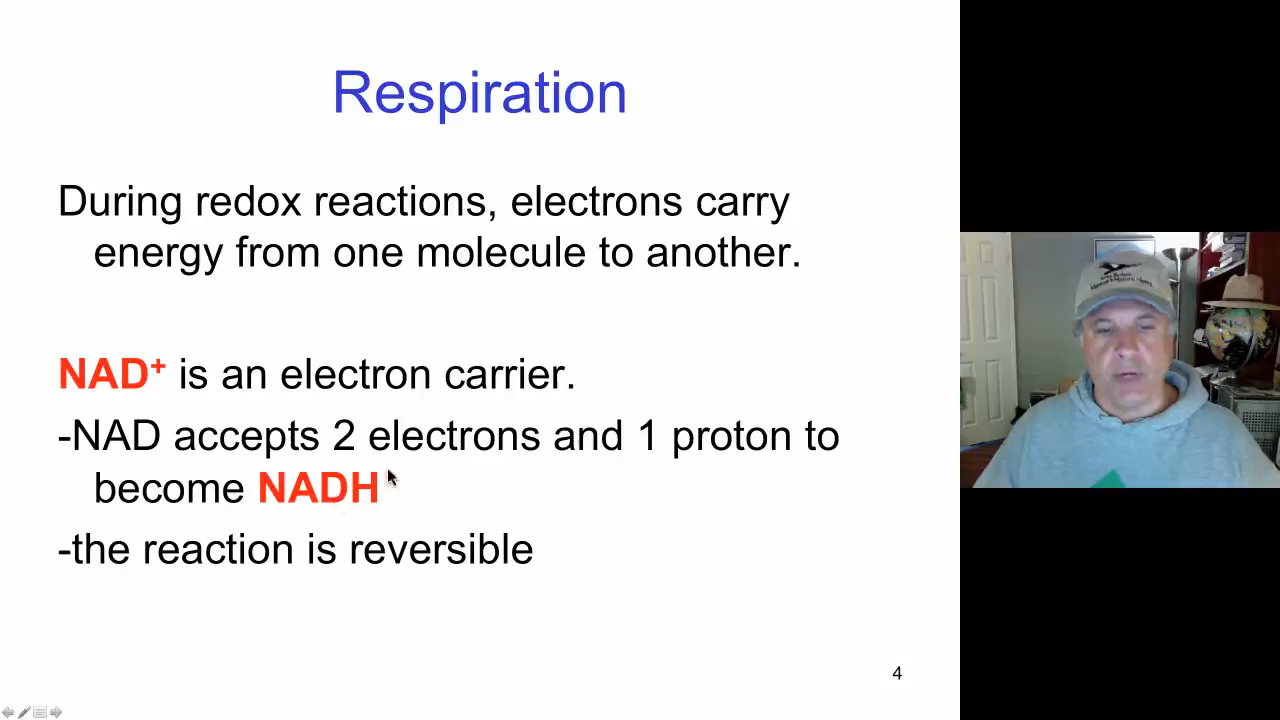 Respiration
During redox reactions, electrons carry
energy from one molecule to another.
NAD⁺ is an electron carrier.
-NAD accepts 2 electrons and 1 proton to
become NADH
-the reaction is reversible
4